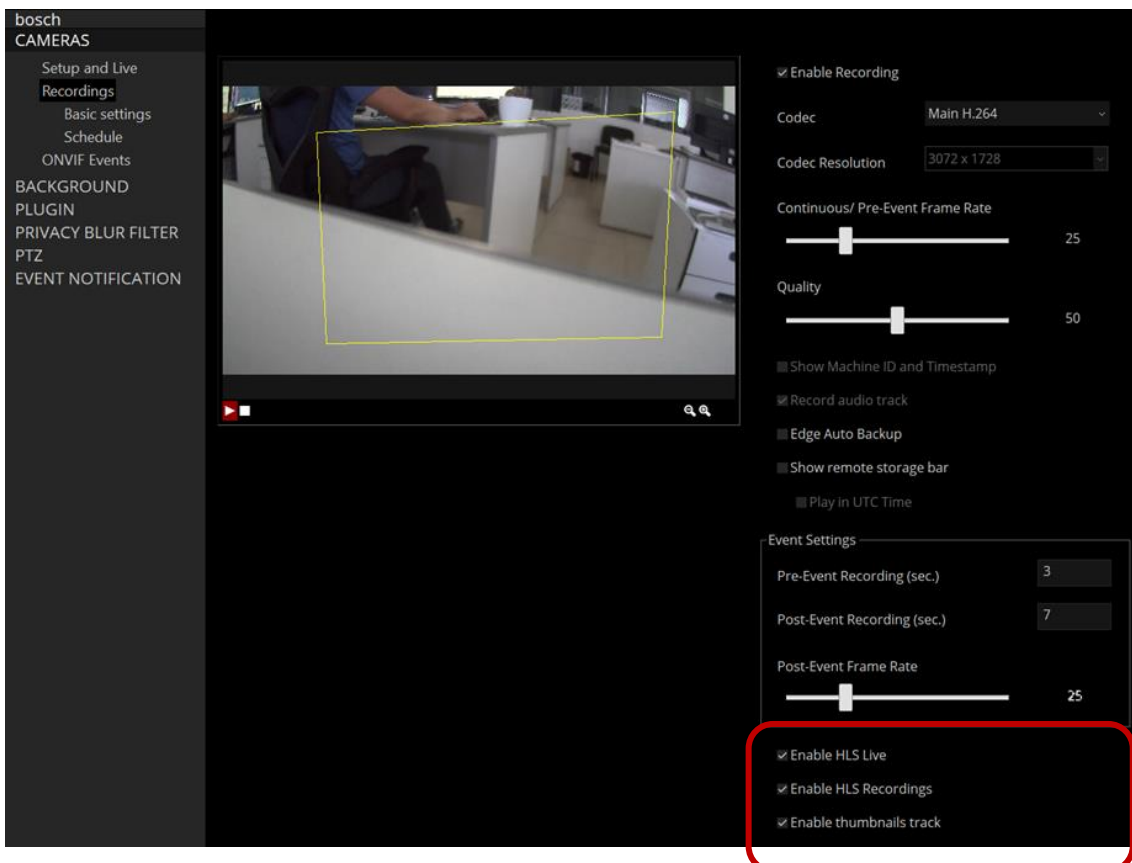 bosch
CAMERAS
Setup and Live
Recordings
Basic settings
Schedule
ONVIF Events
BACKGROUND
PLUGIN
PRIVACY BLUR FILTER
PTZ
EVENT NOTIFICATION
Enable Recording
Codec Main H.264
Codec Resolution 3072 x 1728
Continuous/ Pre-Event Frame Rate
25
Quality
50
Show Machine ID and Timestamp
Record audio track
Edge Auto Backup
Show remote storage bar
Play in UTC Time
Event Settings
Pre-Event Recording (sec.) 3
Post-Event Recording (sec.) 7
Post-Event Frame Rate
25
Enable HLS Live
Enable HLS Recordings
Enable thumbnails track